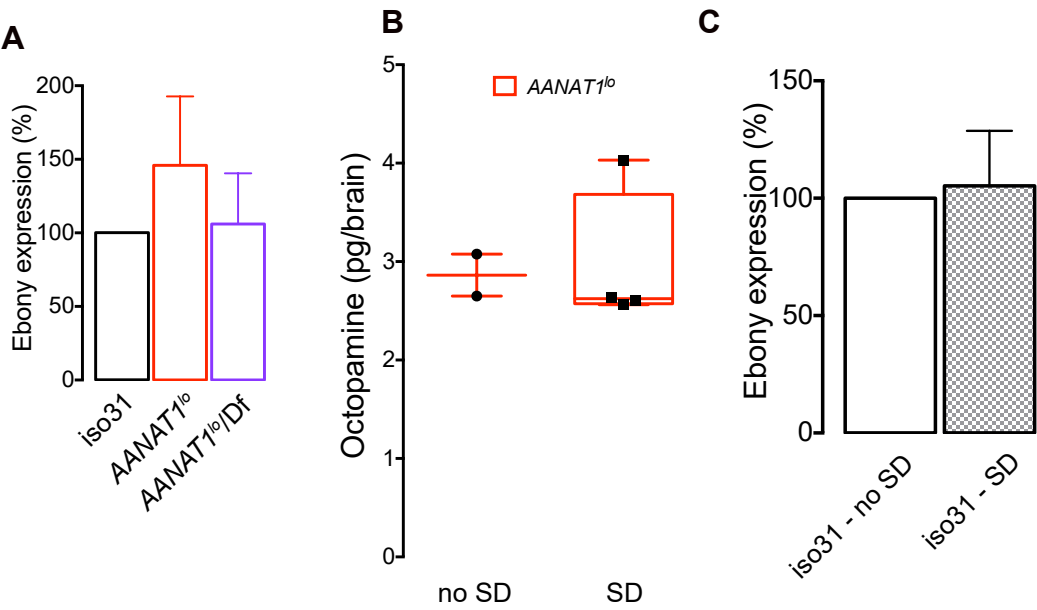 A
Ebony expression (%)
200
150
100
50
0
iso31
AANAT1lo
AANAT1lo/Df
B
Octopamine (pg/brain)
5
4
3
2
1
0
AANAT1lo
no SD
SD
C
Ebony expression (%)
150
100
50
0
iso31 - no SD
iso31 - SD